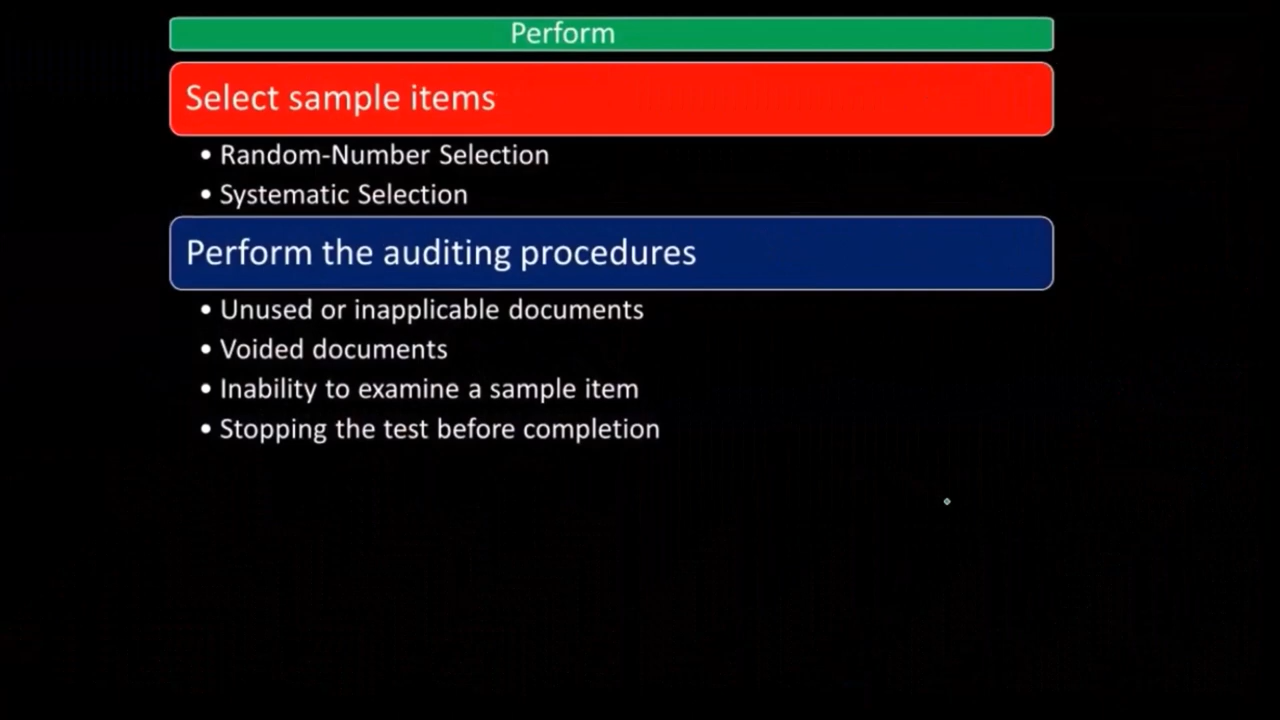 Perform
Select sample items
• Random-Number Selection
• Systematic Selection
Perform the auditing procedures
• Unused or inapplicable documents
• Voided documents
• Inability to examine a sample item
• Stopping the test before completion